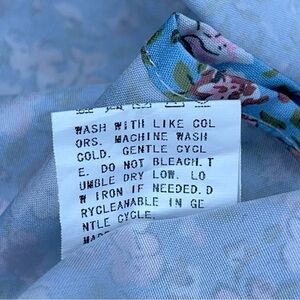 WASH WITH LIKE COL
ORS. MACHINE WASH
COLD. GENTLE CYCL
E. DO NOT BLEACH. T
UMBLE DRY LOW. LO
W IRON IF NEEDED. D
RYCLEANABLE IN GE
NTLE CYCLE.
MADE